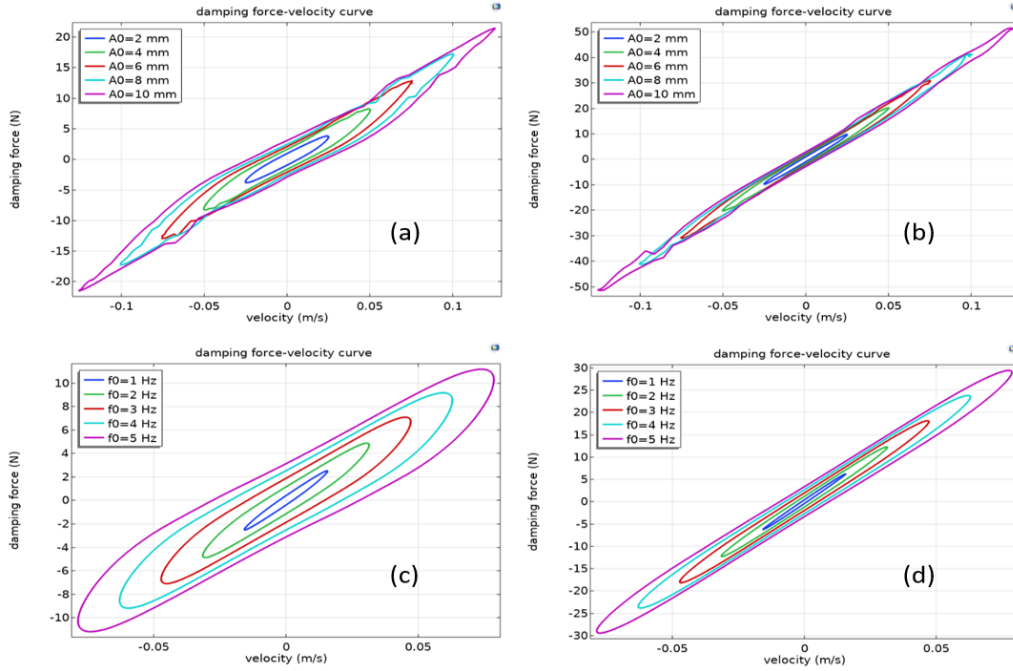 damping force-velocity curve
A0=2 mm
A0=4 mm
A0=6 mm
A0=8 mm
A0=10 mm
damping force (N)
20
15
10
5
0
-5
-10
-15
-20
(a)
-0.1
-0.05
0
0.05
0.1
velocity (m/s)
damping force-velocity curve
A0=2 mm
A0=4 mm
A0=6 mm
A0=8 mm
A0=10 mm
damping force (N)
50
40
30
20
10
0
-10
-20
-30
-40
-50
(b)
-0.1
-0.05
0
0.05
0.1
velocity (m/s)
damping force-velocity curve
f0=1 Hz
f0=2 Hz
f0=3 Hz
f0=4 Hz
f0=5 Hz
damping force (N)
10
8
6
4
2
0
-2
-4
-6
-8
-10
(c)
-0.05
0
0.05
velocity (m/s)
damping force-velocity curve
f0=1 Hz
f0=2 Hz
f0=3 Hz
f0=4 Hz
f0=5 Hz
damping force (N)
30
25
20
15
10
5
0
-5
-10
-15
-20
-25
-30
(d)
-0.05
0
0.05
velocity (m/s)